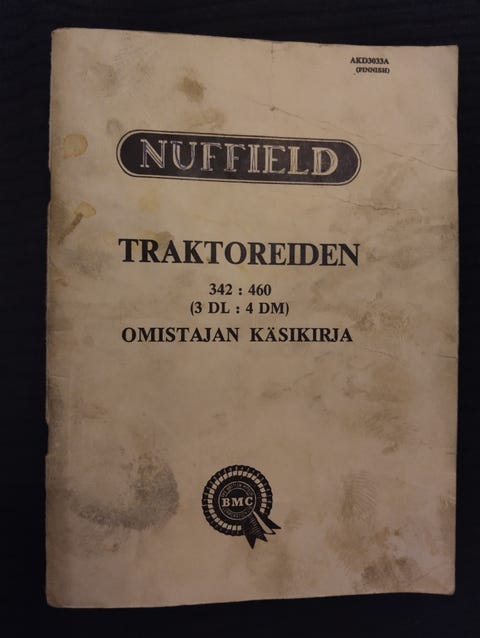 AKD3033A
(FINNISH)
NUFFIELD
TRAKTOREIDEN
342 : 460
(3 DL : 4 DM)
OMISTAJAN KÄSIKIRJA
BMC